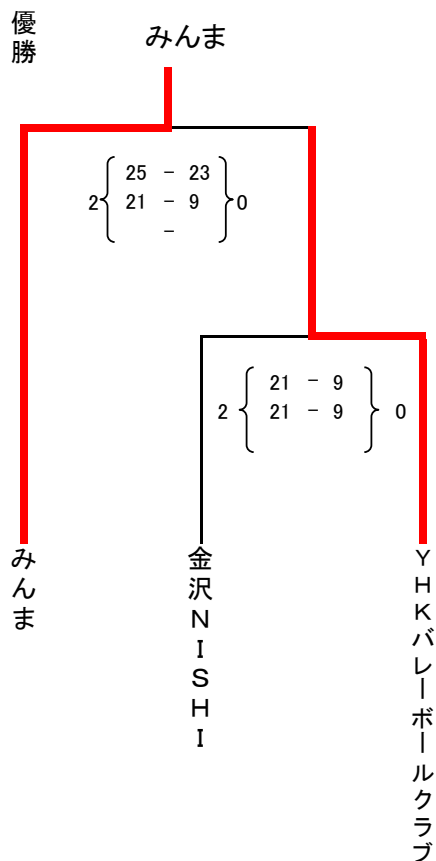 優勝
みんま
25 - 23
2{ 21 - 9 }0
-
21 - 9
2{ 21 - 9 }0
みんま
金沢NISHI
YHKバレーボールクラブ